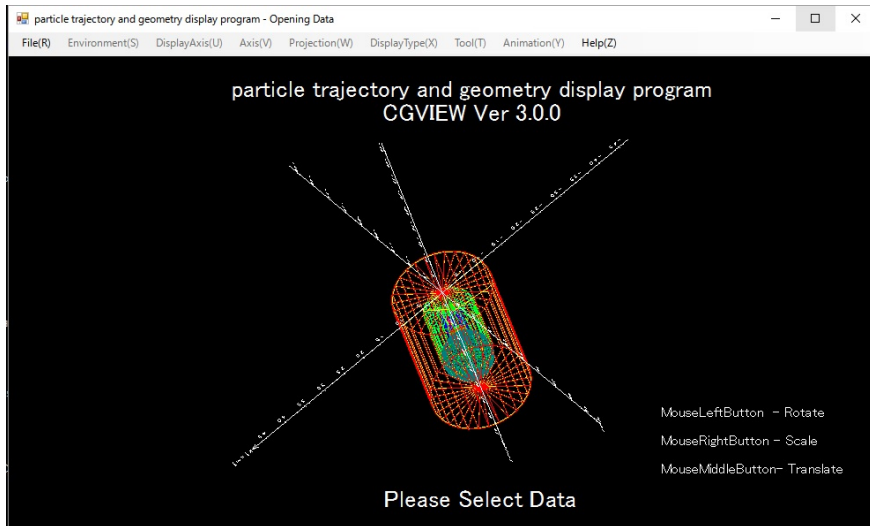 particle trajectory and geometry display program - Opening Data
File(R) Environment(S) DisplayAxis(U) Axis(V) Projection(W) DisplayType(X) Tool(T) Animation(Y) Help(Z)
particle trajectory and geometry display program
CGVIEW Ver 3.0.0
MouseLeftButton - Rotate
MouseRightButton - Scale
MouseMiddleButton- Translate
Please Select Data